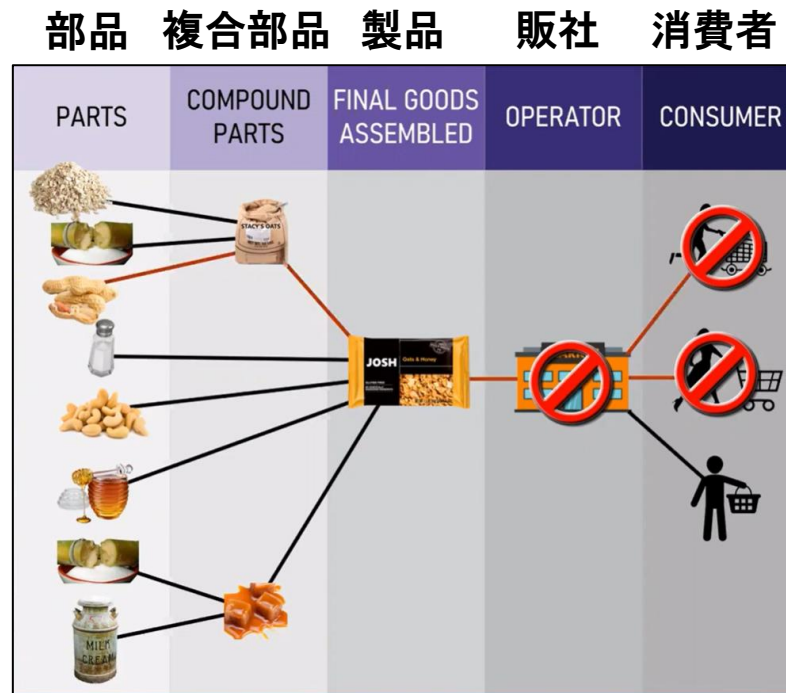 部品 複合部品 製品 販社 消費者
PARTS
COMPOUND
PARTS
FINAL GOODS
ASSEMBLED
OPERATOR
CONSUMER
STACY'S OATS
JOSH
Oats & Honey
MILK
CREAM